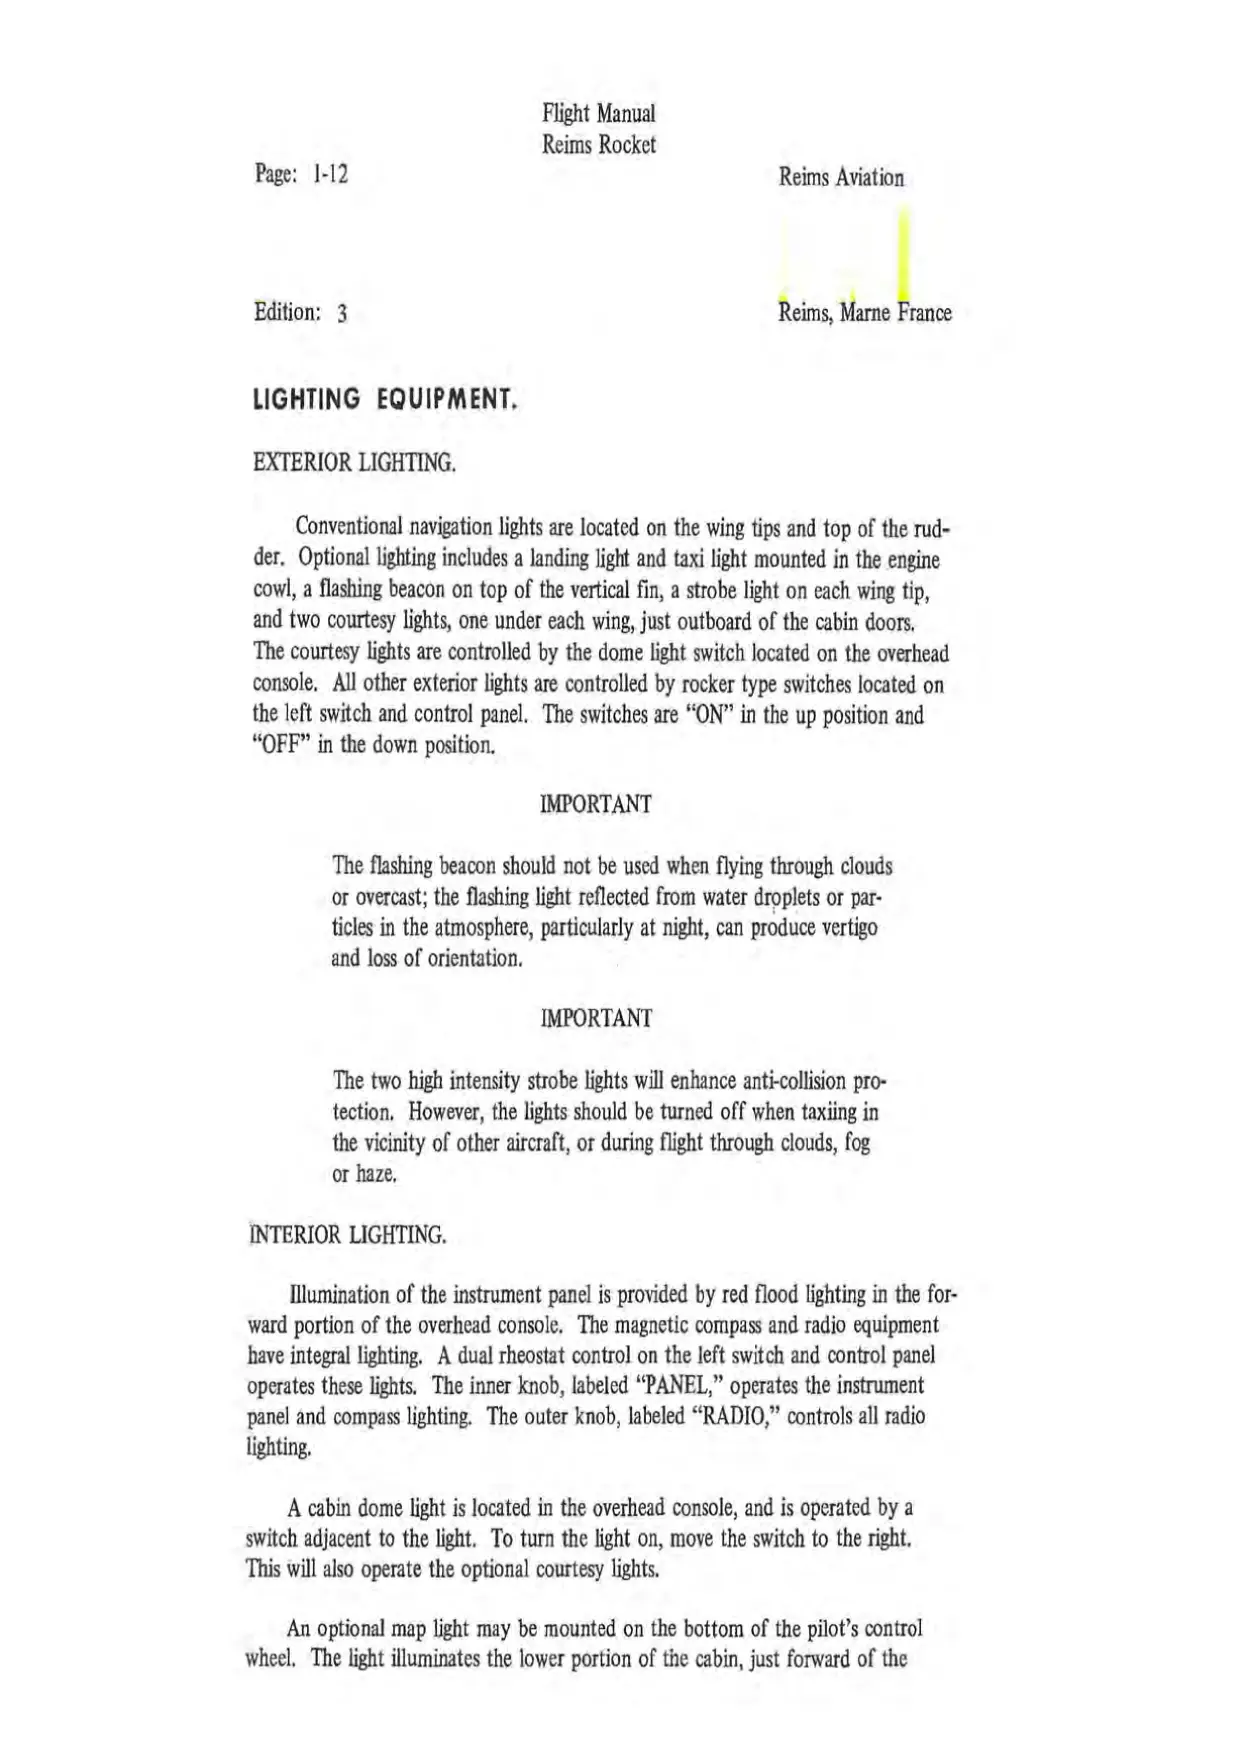 Flight Manual
Reims Rocket
Page: 1-12
Reims Aviation
Edition: 3
Reims, Marne France
LIGHTING EQUIPMENT.
EXTERIOR LIGHTING.
Conventional navigation lights are located on the wing tips and top of the rud-
der. Optional lighting includes a landing light and taxi light mounted in the engine
cowl, a flashing beacon on top of the vertical fin, a strobe light on each wing tip,
and two courtesy lights, one under each wing, just outboard of the cabin doors.
The courtesy lights are controlled by the dome light switch located on the overhead
console. All other exterior lights are controlled by rocker type switches located on
the left switch and control panel. The switches are “ON” in the up position and
“OFF” in the down position.
IMPORTANT
The flashing beacon should not be used when flying through clouds
or overcast; the flashing light reflected from water droplets or par-
ticles in the atmosphere, particularly at night, can produce vertigo
and loss of orientation.
IMPORTANT
The two high intensity strobe lights will enhance anti-collision pro-
tection. However, the lights should be turned off when taxiing in
the vicinity of other aircraft, or during flight through clouds, fog
or haze.
INTERIOR LIGHTING.
Illumination of the instrument panel is provided by red flood lighting in the for-
ward portion of the overhead console. The magnetic compass and radio equipment
have integral lighting. A dual rheostat control on the left switch and control panel
operates these lights. The inner knob, labeled “PANEL,” operates the instrument
panel and compass lighting. The outer knob, labeled “RADIO,” controls all radio
lighting.
A cabin dome light is located in the overhead console, and is operated by a
switch adjacent to the light. To turn the light on, move the switch to the right.
This will also operate the optional courtesy lights.
An optional map light may be mounted on the bottom of the pilot’s control
wheel. The light illuminates the lower portion of the cabin, just forward of the